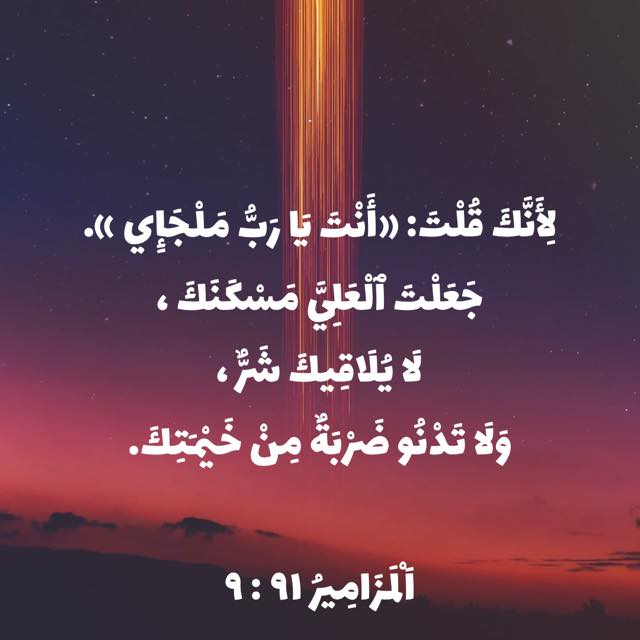 لِأَنَّكَ قُلْتَ: «أَنْتَ يَا رَبُّ مَلْجَإِي ».
جَعَلْتَ ٱلْعَلِيَّ مَسْكَنَكَ ،
لَا يُلَاقِيكَ شَرٌّ ،
وَلَا تَدْنُو ضَرْبَةٌ مِنْ خَيْمَتِكَ.
اَلْمَزَامِيرُ ٩١ : ٩